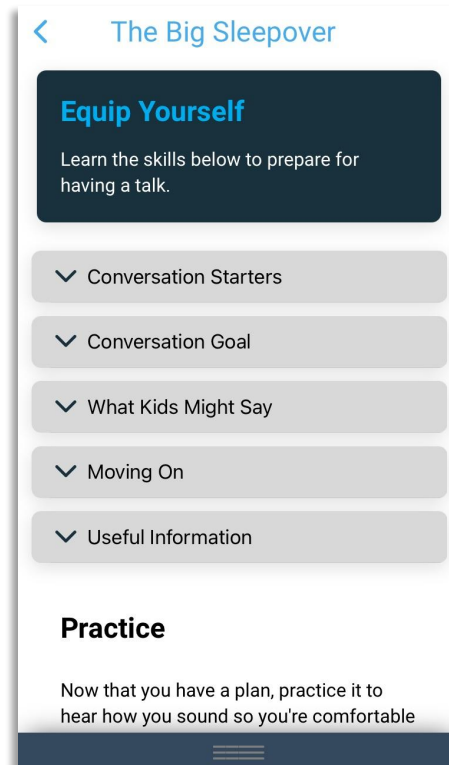 The Big Sleepover
Equip Yourself
Learn the skills below to prepare for
having a talk.
Conversation Starters
Conversation Goal
What Kids Might Say
Moving On
Useful Information
Practice
Now that you have a plan, practice it to
hear how you sound so you're comfortable